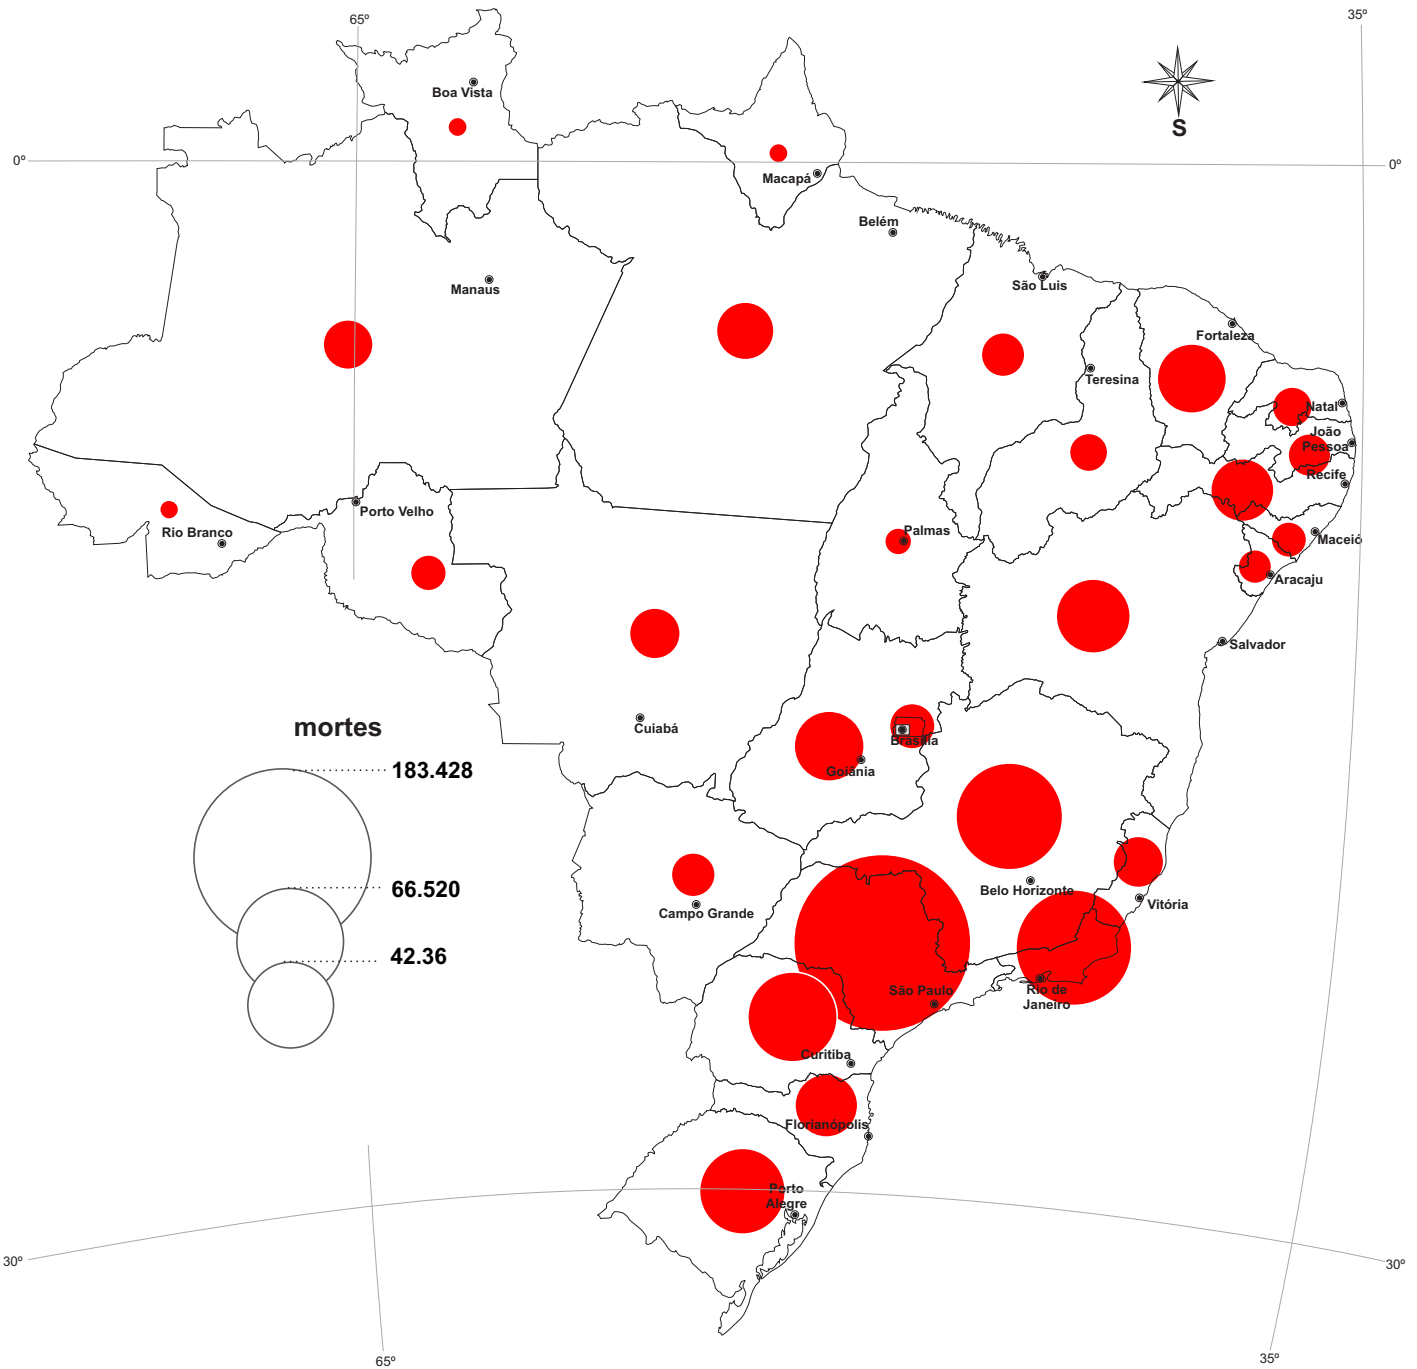 65º
35º
Boa Vista
S
0º
0º
Macapá
Belém
Manaus
São Luis
Fortaleza
Teresina
Natal
João
Pessoa
Recife
Porto Velho
Rio Branco
Palmas
Maceió
Aracaju
Salvador
mortes
Cuiabá
Brasília
Goiánia
183.428
66.520
42.36
Belo Horizonte
Vitória
Campo Grande
São Paulo
Rio de
Janeiro
Curitiba
Florianópolis
Porto
Alegre
30º
30º
65º
35º